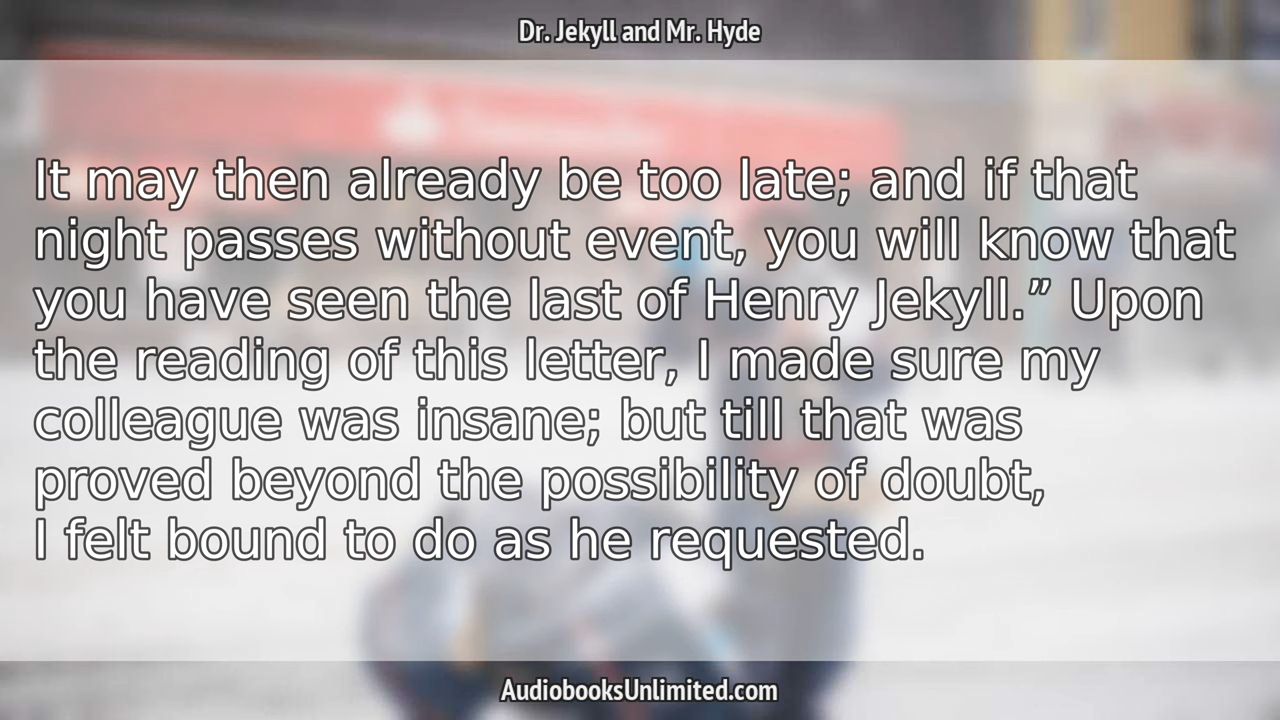 Dr. Jekyll and Mr. Hyde
It may then already be too late; and if that
night passes without event, you will know that
you have seen the last of Henry Jekyll.” Upon
the reading of this letter, I made sure my
colleague was insane; but till that was
proved beyond the possibility of doubt,
I felt bound to do as he requested.
AudiobooksUnlimited.com